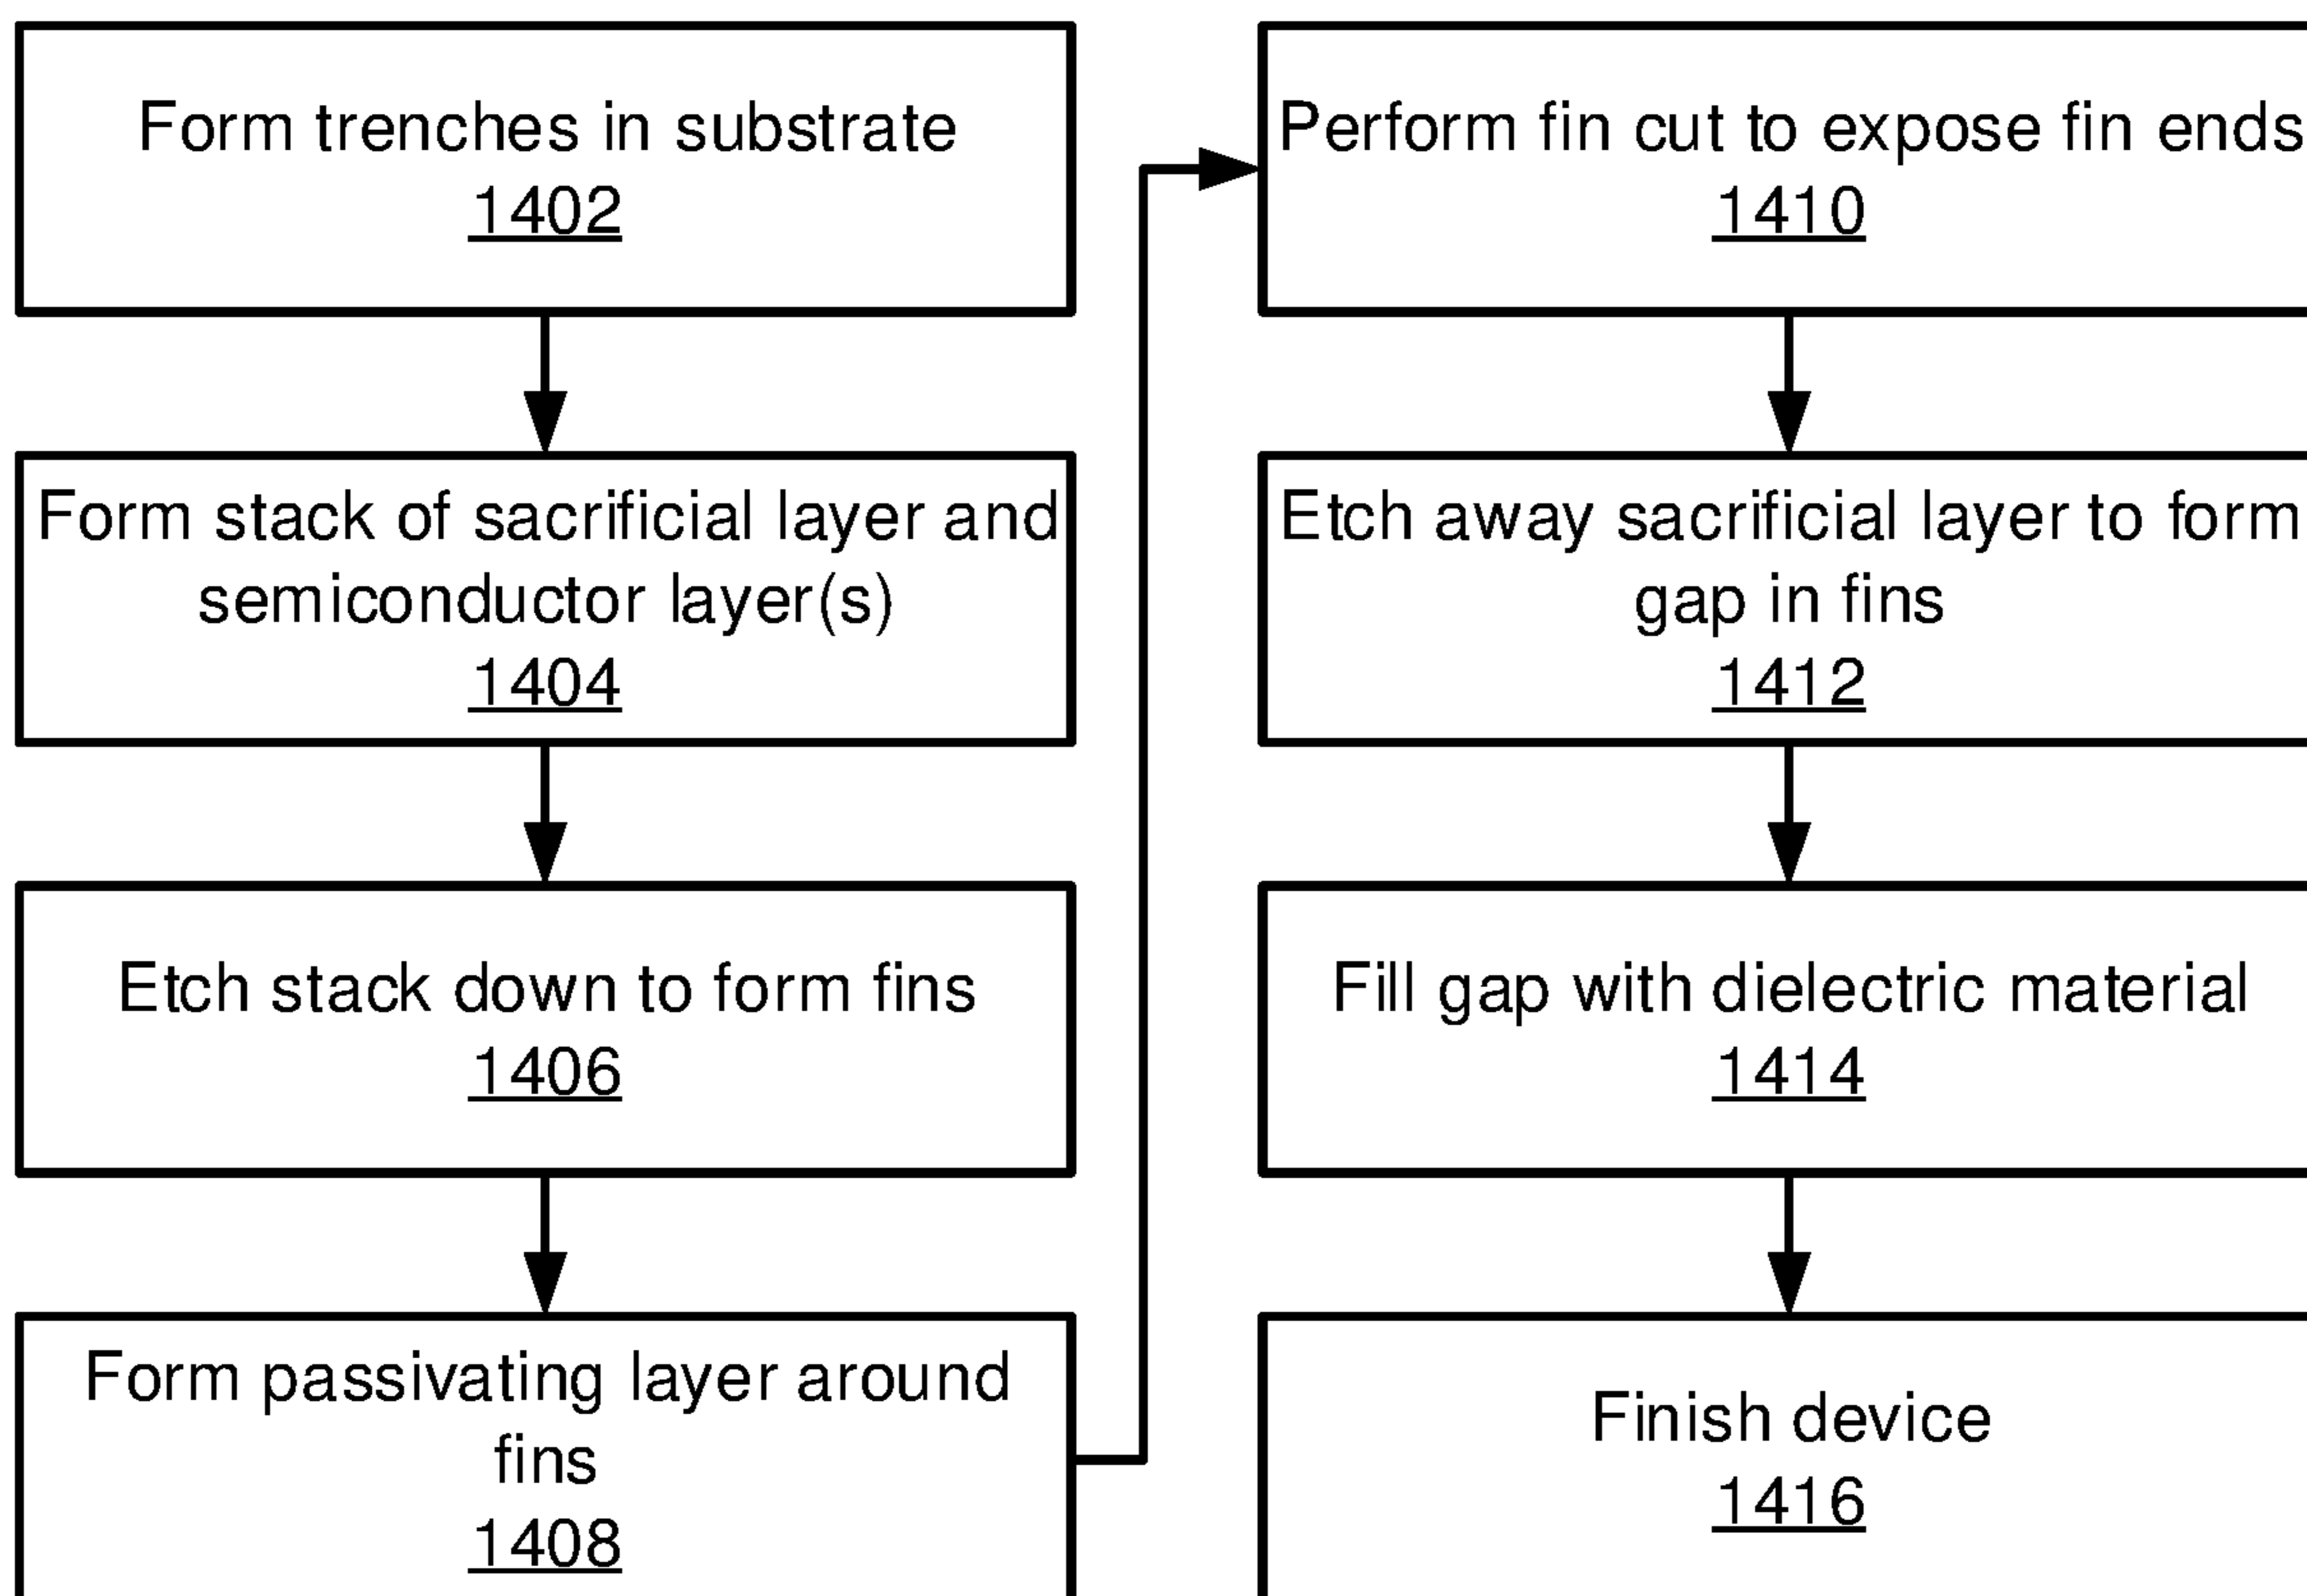 Form trenches in substrate
1402
Form stack of sacrificial layer and
semiconductor layer(s)
1404
Etch stack down to form fins
1406
Form passivating layer around
fins
1408
Perform fin cut to expose fin ends
1410
Etch away sacrificial layer to form
gap in fins
1412
Fill gap with dielectric material
1414
Finish device
1416